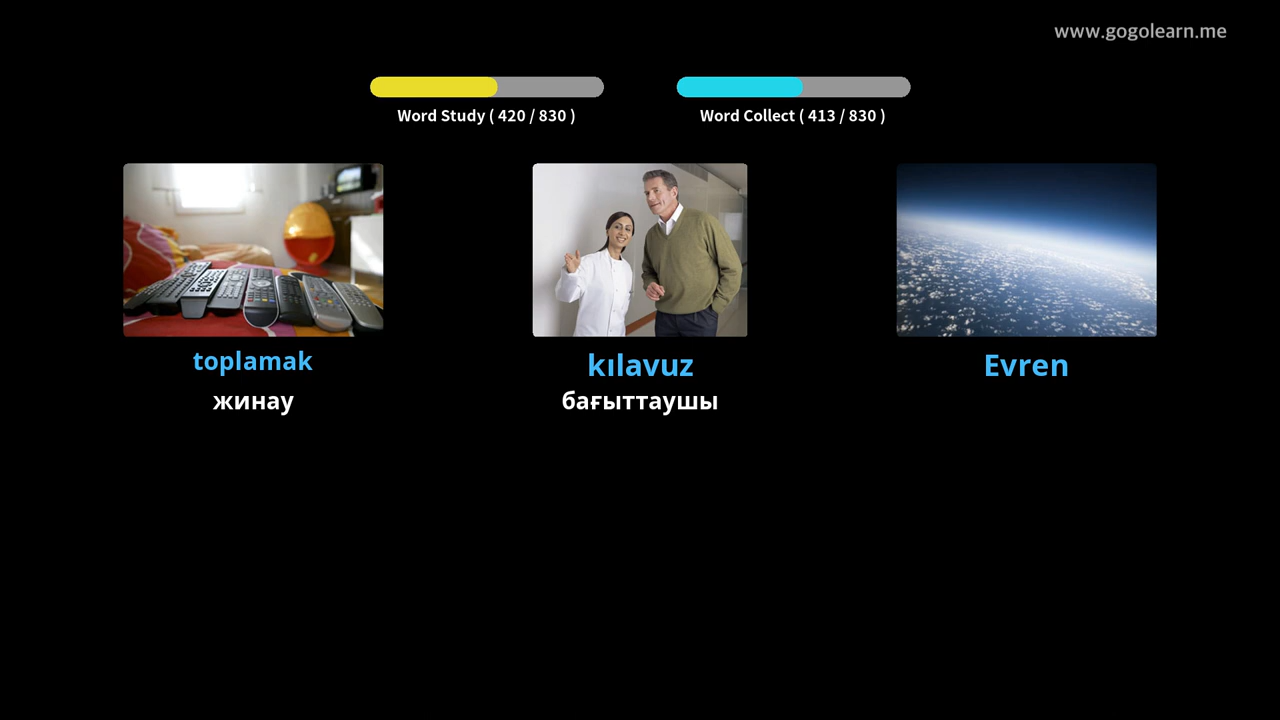 www.gogolearn.me
Word Study ( 420 / 830 )
Word Collect ( 413 / 830 )
toplamak
жинау
kılavuz
бағыттаушы
Evren